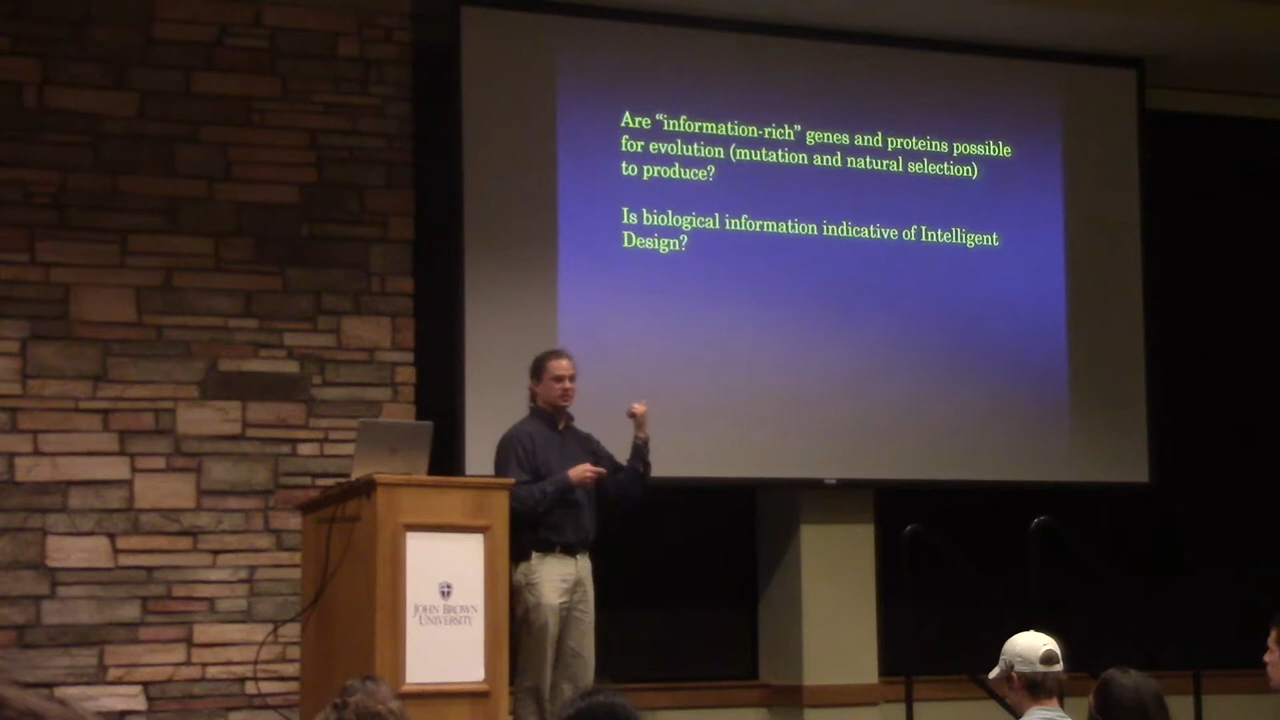 Are “information-rich” genes and proteins possible
for evolution (mutation and natural selection)
to produce?
Is biological information indicative of Intelligent
Design?
JOHN BROWN
UNIVERSITY